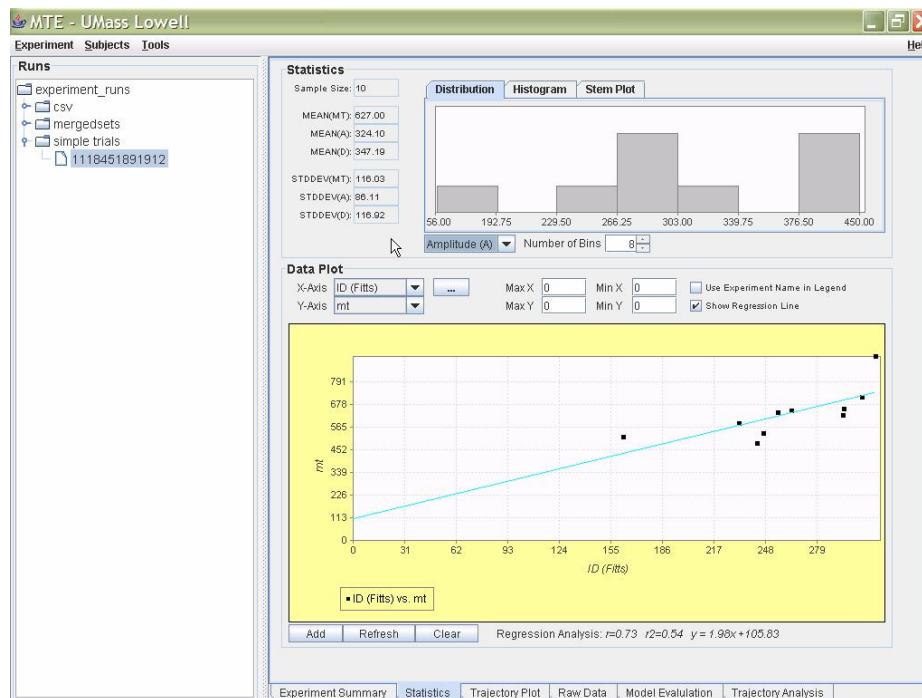 MTE - UMass Lowell
Experiment Subjects Tools
Hel
Runs
experiment_runs
csv
mergedsets
simple trials
1118451891912
Statistics
Sample Size: 10
MEAN(MT): 627.00
MEAN(A): 324.10
MEAN(D): 347.19
STDDEV(MT): 116.03
STDDEV(A): 86.11
STDDEV(D): 116.92
Distribution Histogram Stem Plot
56.00 192.75 229.50 266.25 303.00 339.75 376.50 450.00
Amplitude (A) Number of Bins 8
Data Plot
X-Axis ID (Fitts) ... Max X 0 Min X 0 Use Experiment Name in Legend
Y-Axis mt Max Y 0 Min Y 0 Show Regression Line
791
678
565
452
339
226
113
0
mt
0 31 62 93 124 155 186 217 248 279
ID (Fitts)
ID (Fitts) vs. mt
Add Refresh Clear Regression Analysis: r=0.73 r2=0.54 y = 1.98x+105.83
Experiment Summary Statistics Trajectory Plot Raw Data Model Evalulation Trajectory Analysis